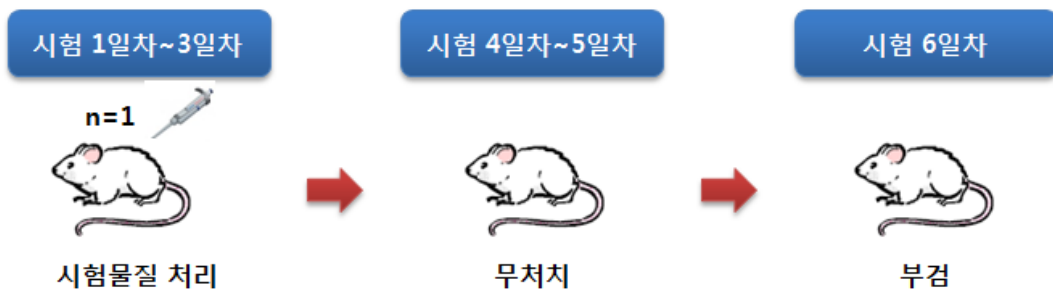 시험 1일차~3일차
시험 4일차~5일차
시험 6일차
n=1
시험물질 처리
무처치
부검